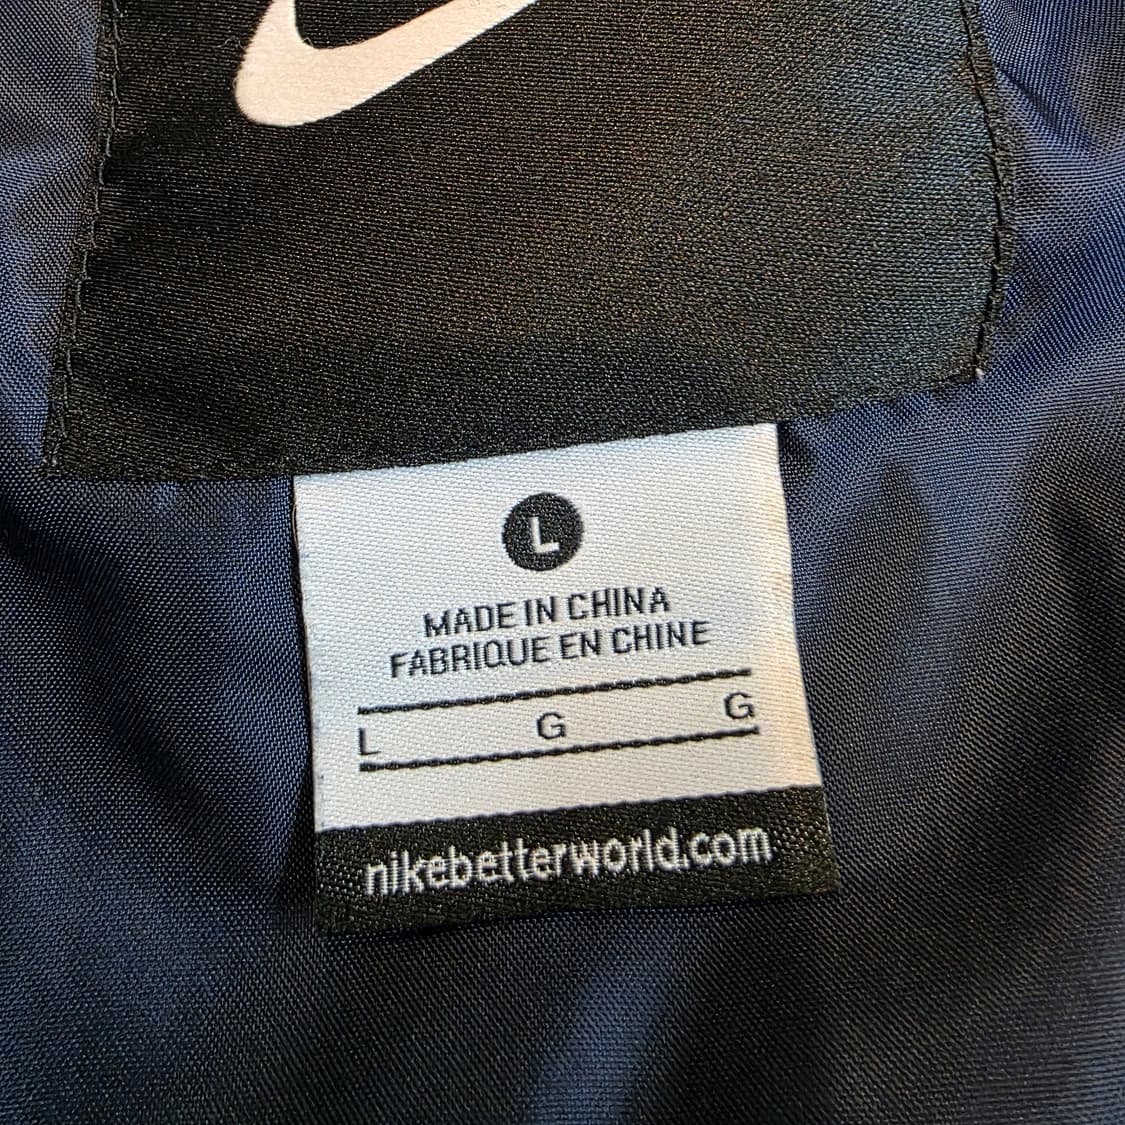 L
MADE IN CHINA
FABRIQUE EN CHINE
L G G
nikebetterworld.com